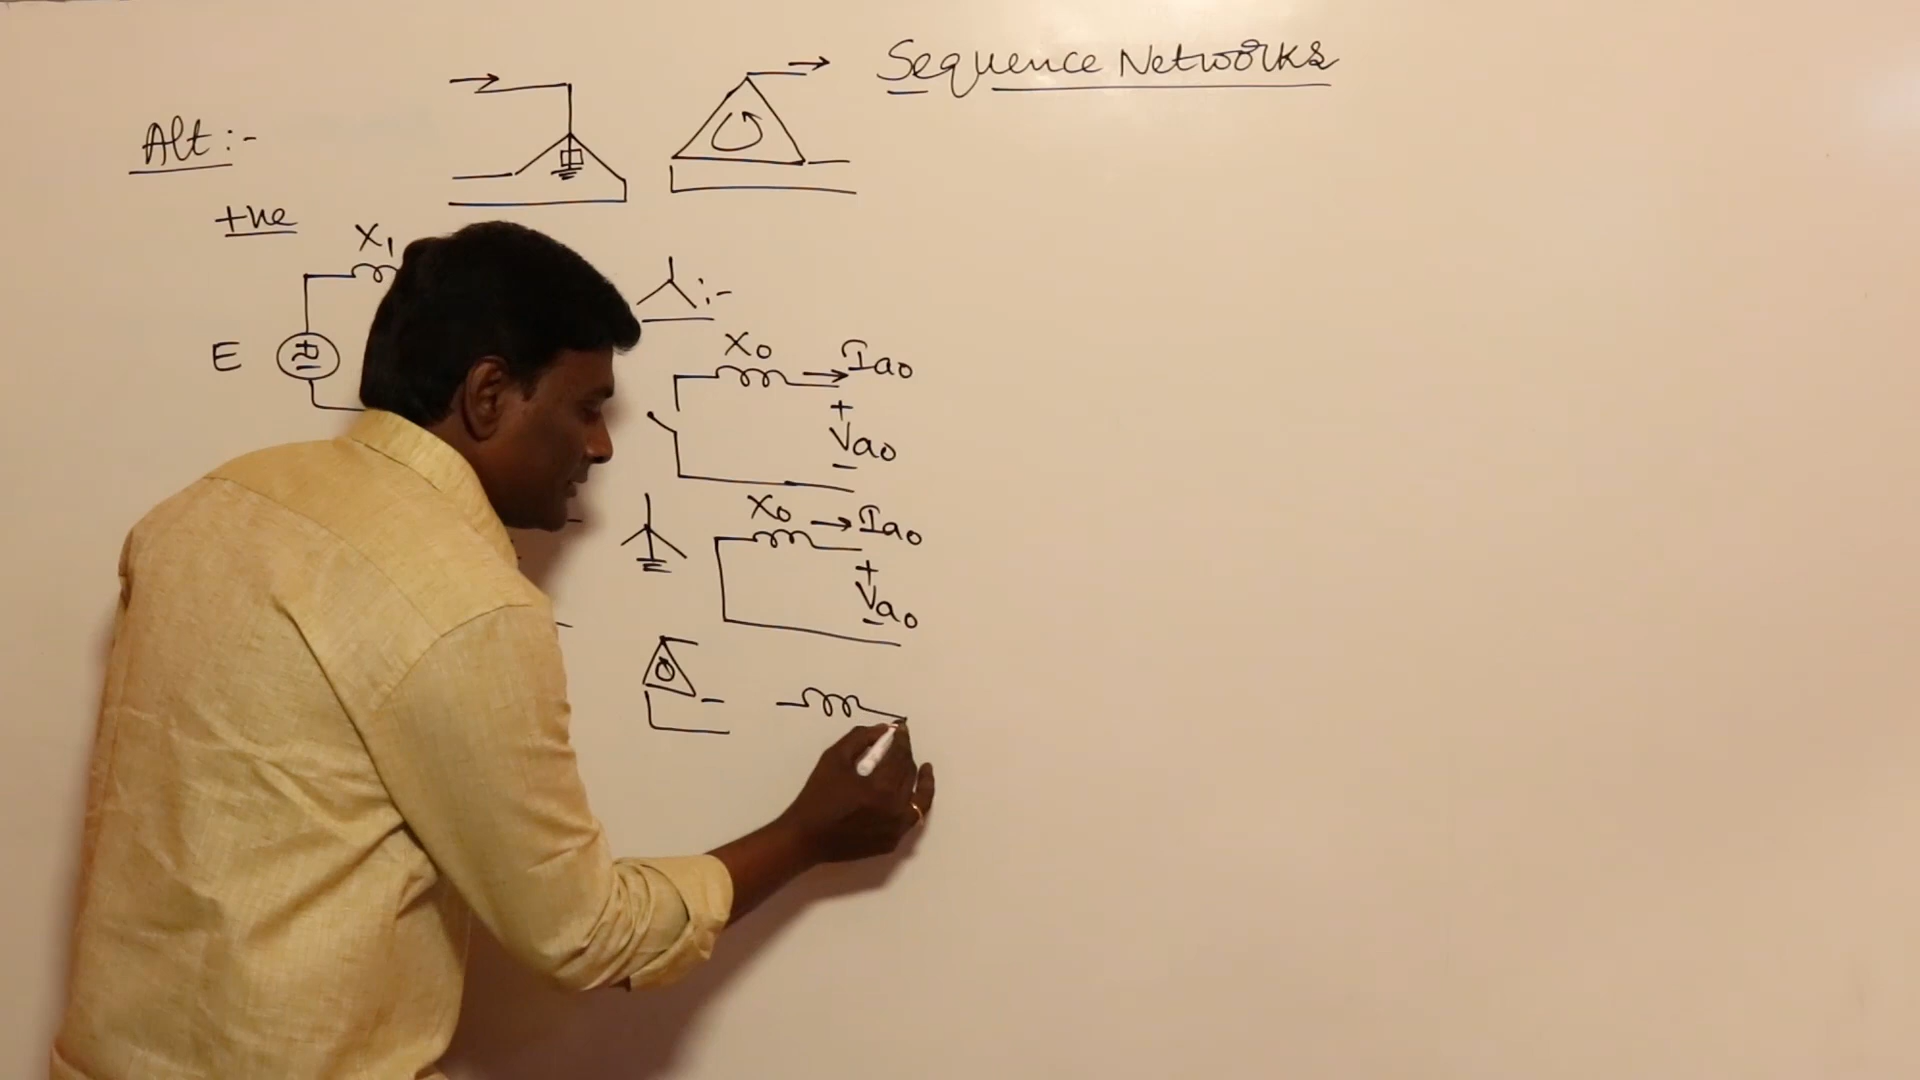 Sequence Networks
Alt :-
+ve
X1
E
:-
X0
Ia0
+
Va0
-
X0
Ia0
+
Va0
-